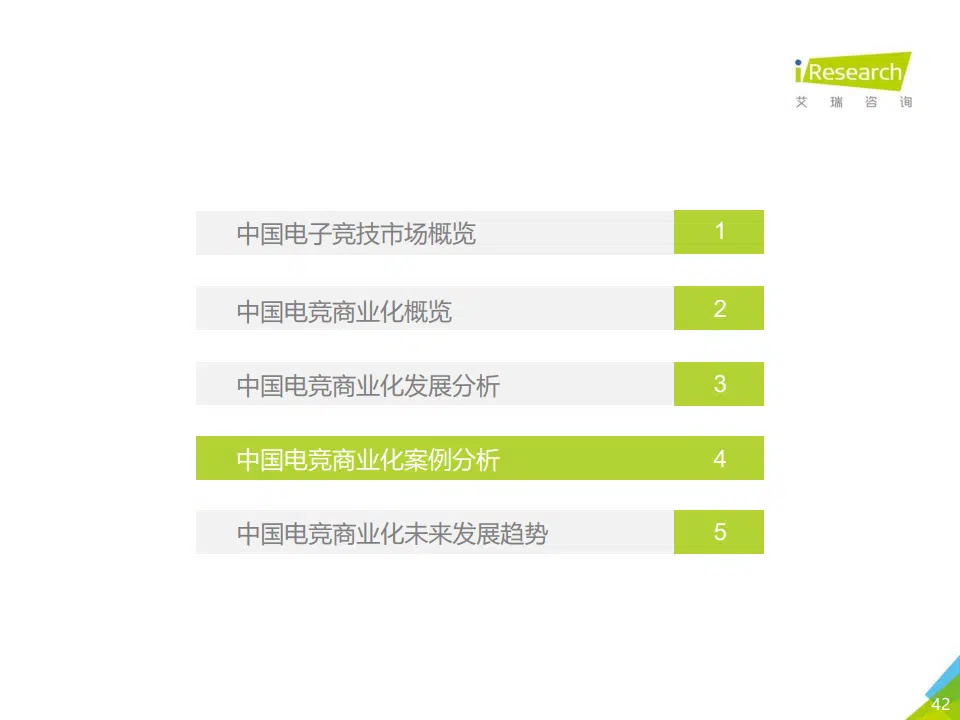 iResearch
艾瑞咨询
中国电子竞技市场概览 1
中国电竞商业化概览 2
中国电竞商业化发展分析 3
中国电竞商业化案例分析 4
中国电竞商业化未来发展趋势 5
42